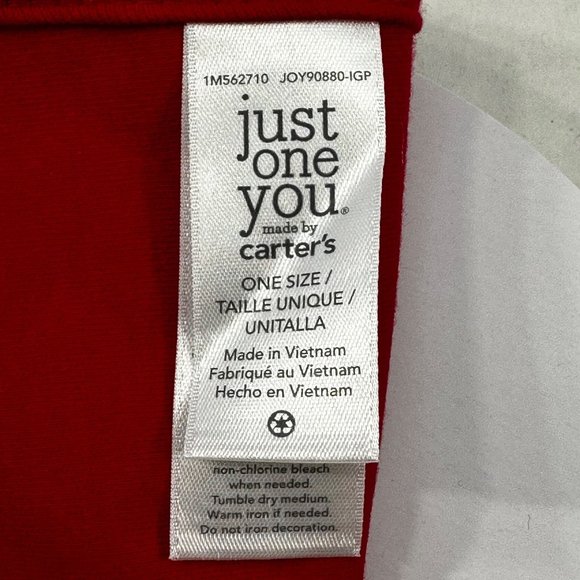 1M562710 JOY90880-IGP
just
one
you®
made by
carter's
ONE SIZE /
TAILLE UNIQUE /
UNITALLA
Made in Vietnam
Fabriqué au Vietnam
Hecho en Vietnam
non-chlorine bleach
when needed.
Tumble dry medium.
Warm iron if needed.
Do not iron decoration.